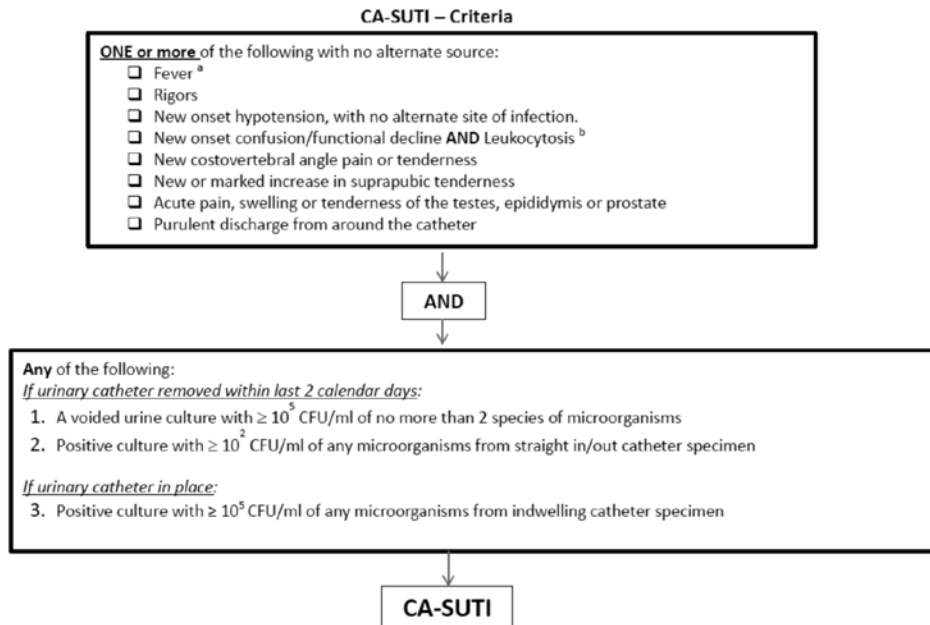 CA-SUTI – Criteria
ONE or more of the following with no alternate source:
❑ Fever ᵃ
❑ Rigors
❑ New onset hypotension, with no alternate site of infection.
❑ New onset confusion/functional decline AND Leukocytosis ᵇ
❑ New costovertebral angle pain or tenderness
❑ New or marked increase in suprapubic tenderness
❑ Acute pain, swelling or tenderness of the testes, epididymis or prostate
❑ Purulent discharge from around the catheter
AND
Any of the following:
If urinary catheter removed within last 2 calendar days:
1. A voided urine culture with ≥ 10⁵ CFU/ml of no more than 2 species of microorganisms
2. Positive culture with ≥ 10² CFU/ml of any microorganisms from straight in/out catheter specimen
If urinary catheter in place:
3. Positive culture with ≥ 10⁵ CFU/ml of any microorganisms from indwelling catheter specimen
CA-SUTI